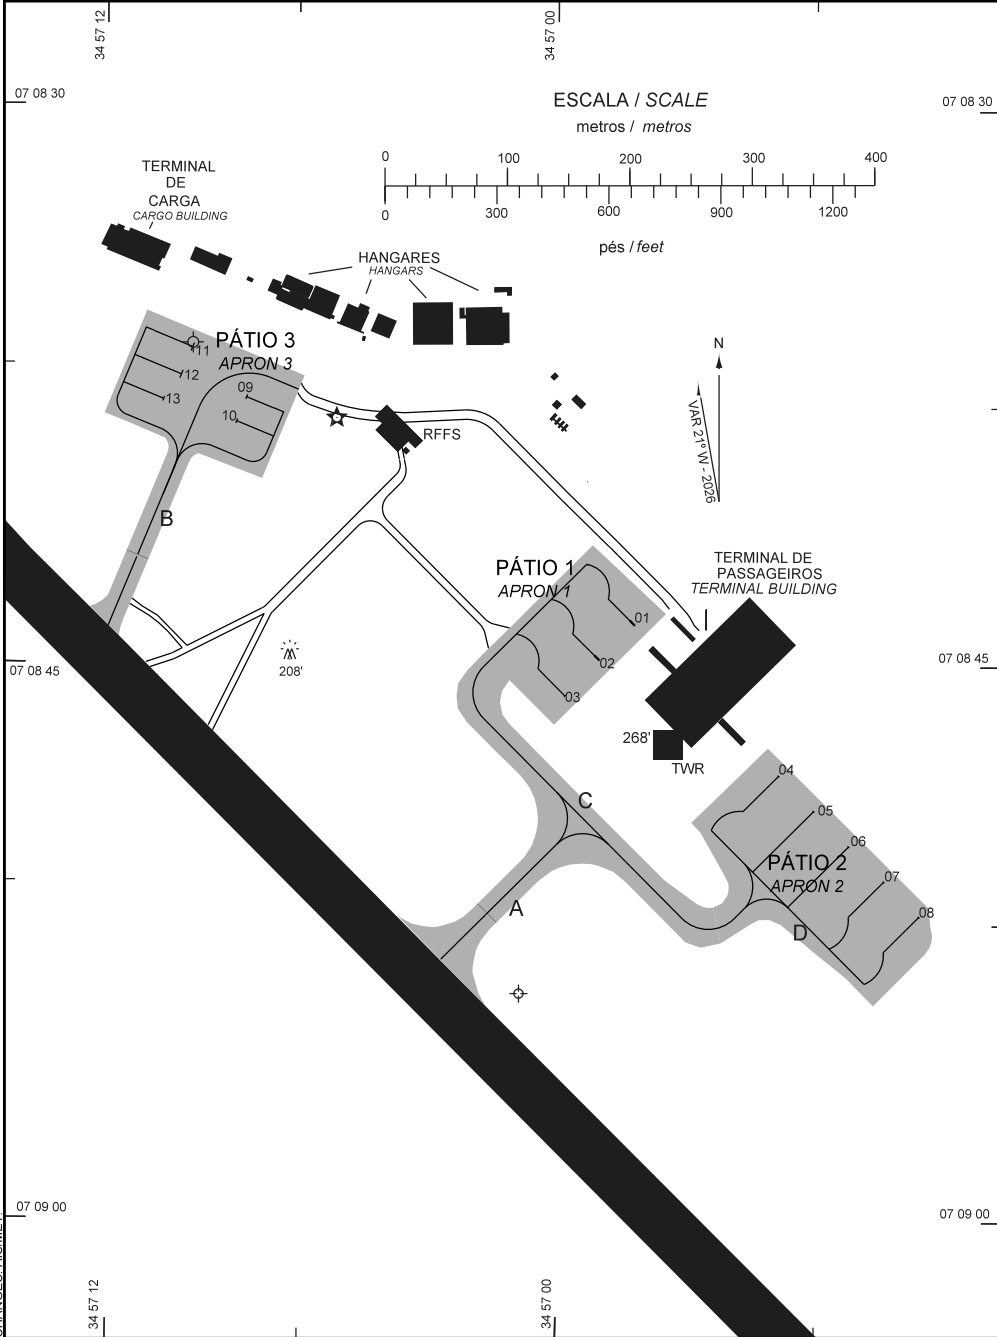 34 57 12
34 57 00
07 08 30
07 08 30
ESCALA / SCALE
metros / metros
0 100 200 300 400
0 300 600 900 1200
pés / feet
TERMINAL
DE
CARGA
CARGO BUILDING
HANGARES
HANGARS
PÁTIO 3
APRON 3
11
12
13
09
10
RFFS
N
VAR 21º W - 2026
B
PÁTIO 1
APRON 1
01
02
03
TERMINAL DE
PASSAGEIROS
TERMINAL BUILDING
07 08 45
07 08 45
208'
268'
TWR
C
04
05
06
07
08
PÁTIO 2
APRON 2
A
D
07 09 00
07 09 00
34 57 12
34 57 00